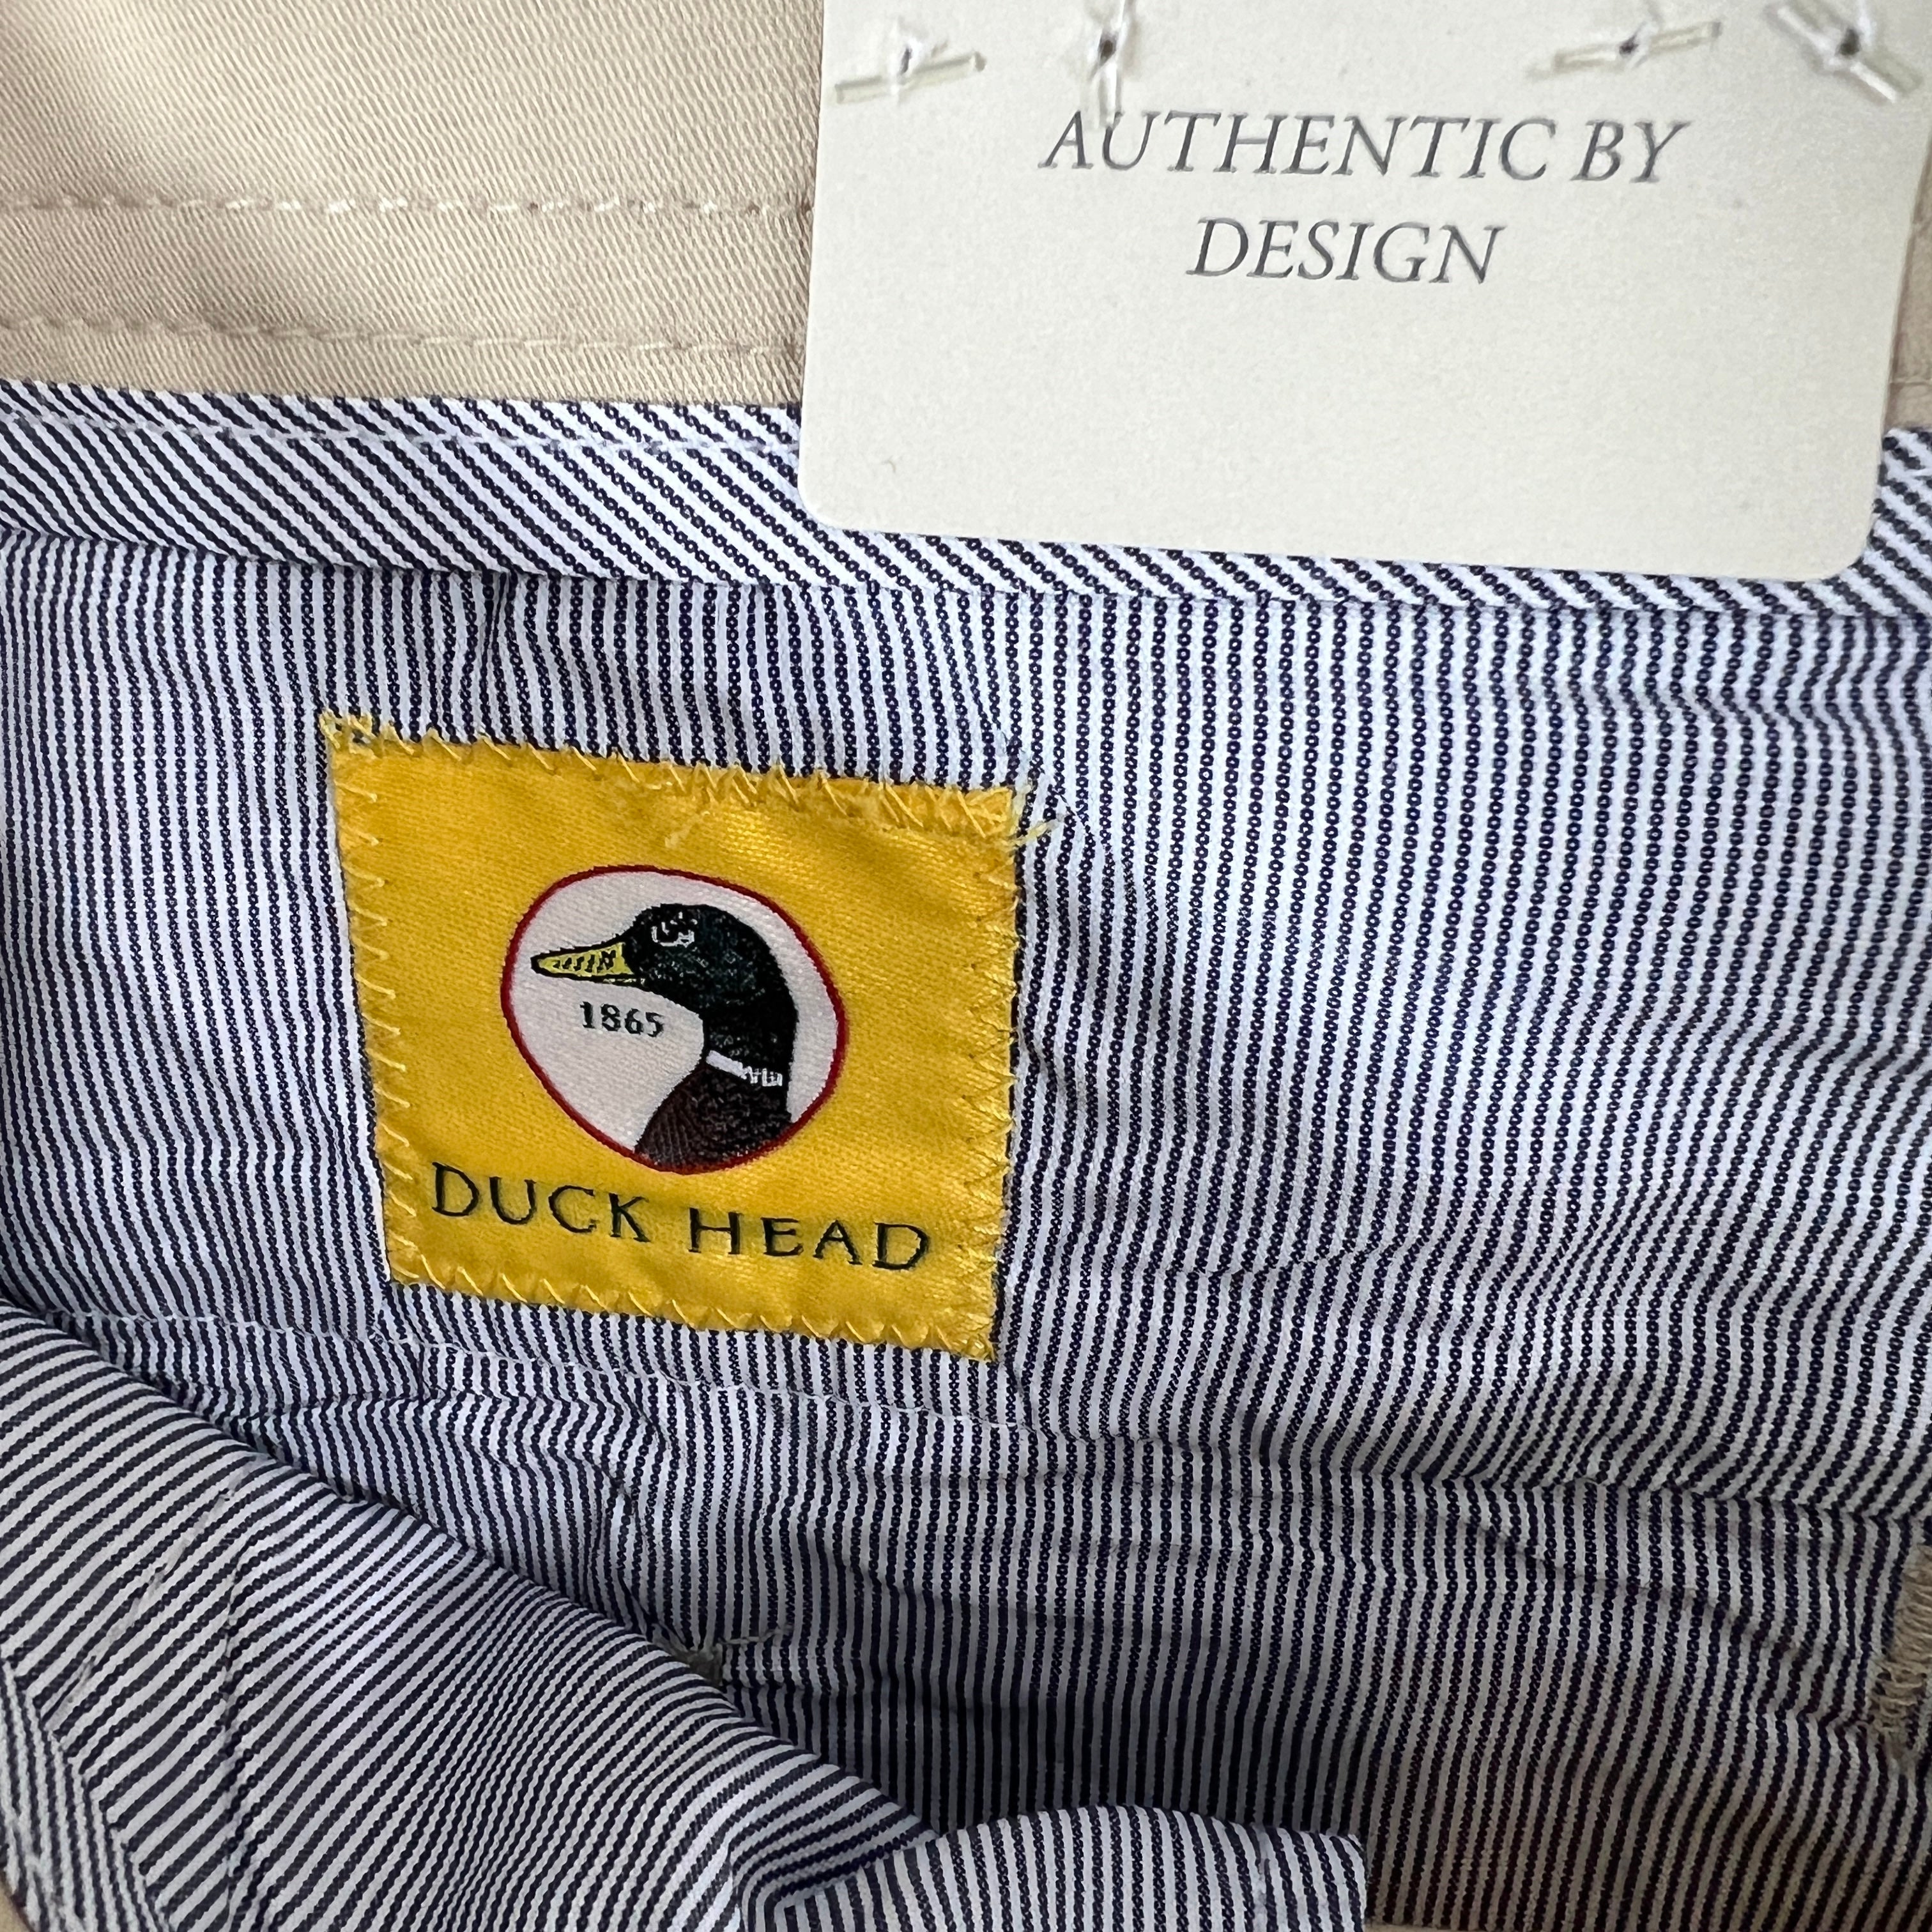 AUTHENTIC BY
DESIGN
1865
DUCK HEAD